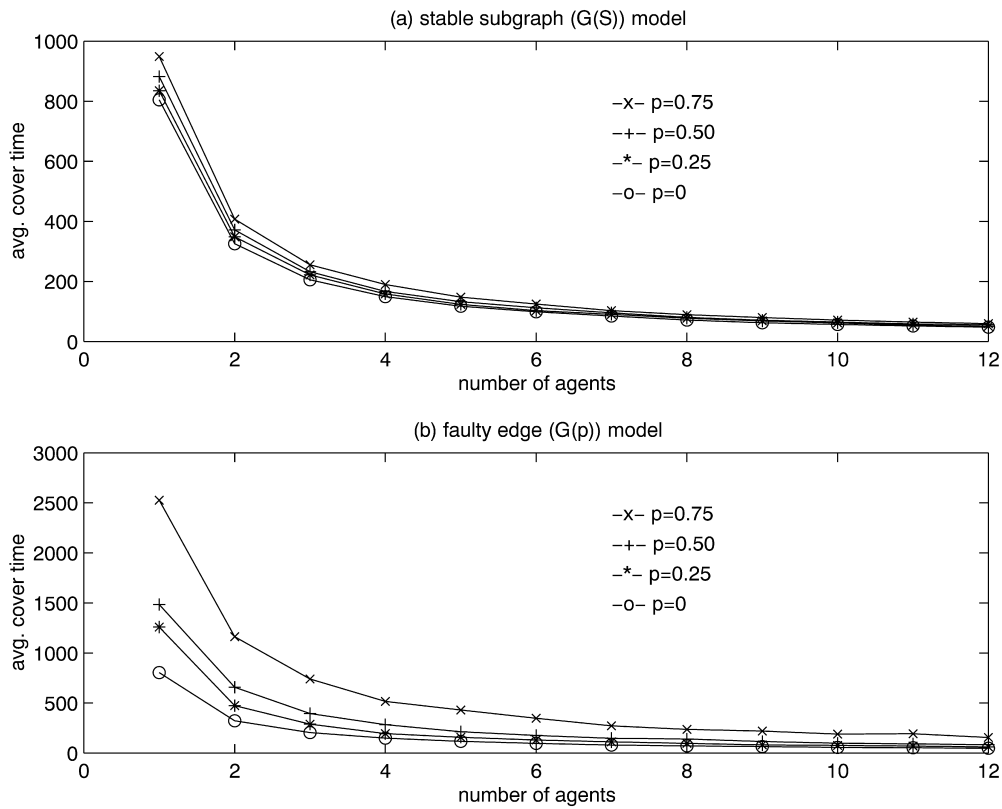 (a) stable subgraph (G(S)) model
1000
800
600
400
200
0
avg. cover time
–x– p=0.75
–+– p=0.50
–*– p=0.25
–o– p=0
0 2 4 6 8 10 12
number of agents
(b) faulty edge (G(p)) model
3000
2500
2000
1500
1000
500
0
avg. cover time
–x– p=0.75
–+– p=0.50
–*– p=0.25
–o– p=0
0 2 4 6 8 10 12
number of agents